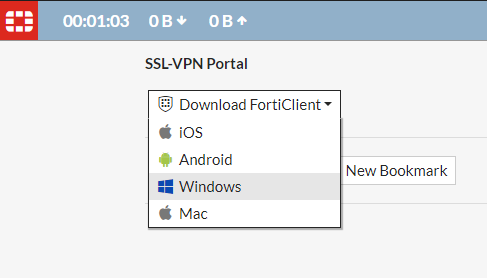 00:01:03 0 B 0 B
SSL-VPN Portal
Download FortiClient
iOS
Android
Windows
New Bookmark
Mac